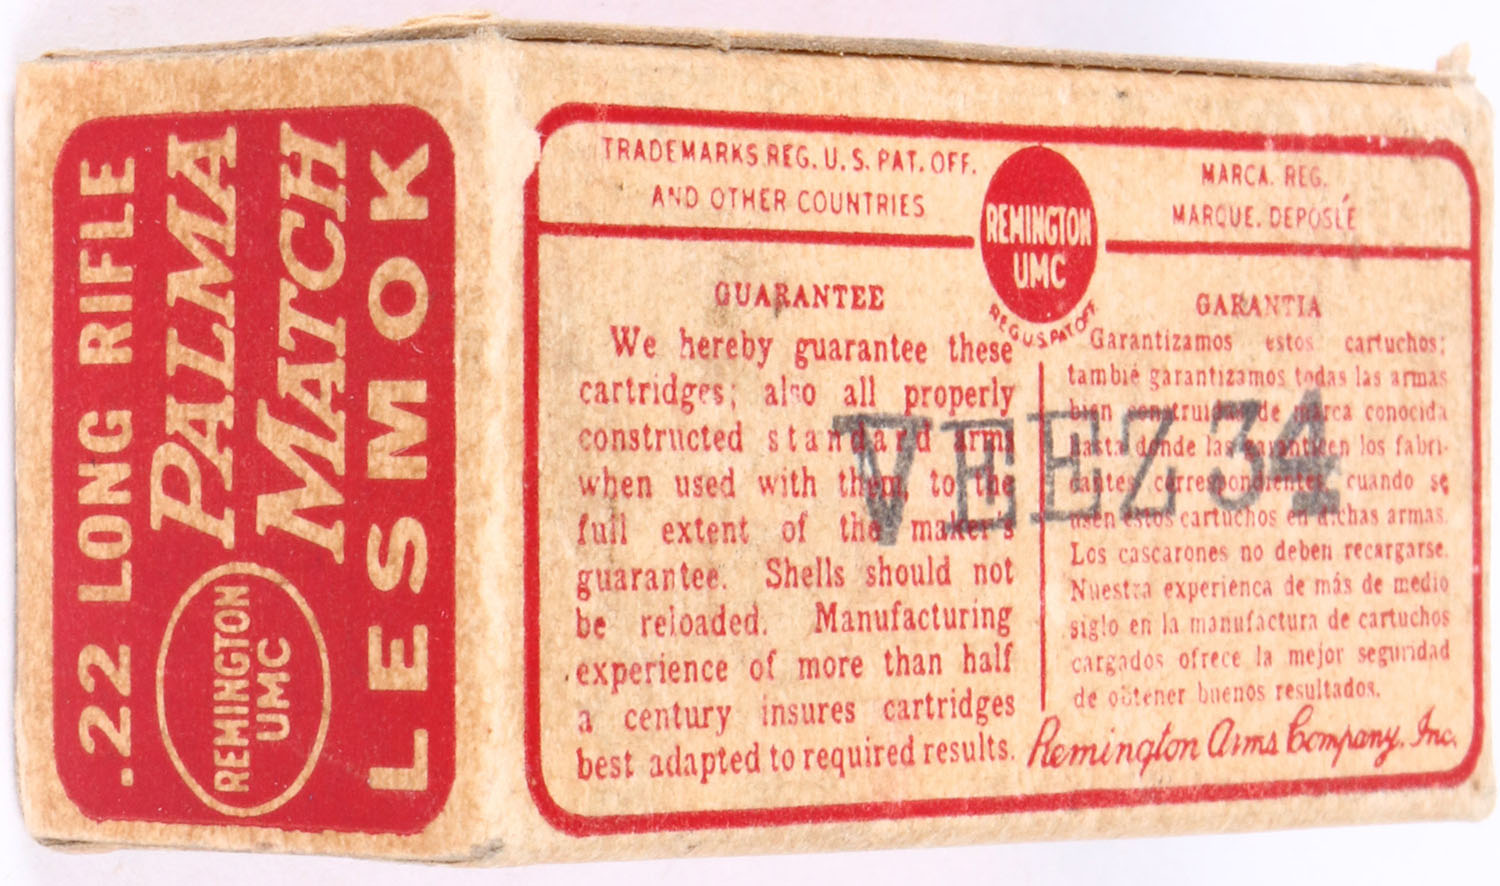 .22 LONG RIFLE
PALMA
MATCH
REMINGTON
UMC
LESMOK
TRADEMARKS REG. U. S. PAT. OFF.
AND OTHER COUNTRIES
REMINGTON
UMC
REG U.S. PAT OFF.
MARCA. REG.
MARQUE. DEPOSÉE
GUARANTEE
We hereby guarantee these
cartridges; also all properly
constructed standard arms
when used with them, to the
full extent of the maker's
guarantee. Shells should not
be reloaded. Manufacturing
experience of more than half
a century insures cartridges
best adapted to required results.
GARANTIA
Garantizamos estos cartuchos;
tambié garantizamos todas las armas
bien construidas de marca conocida
hasta donde las garanticen los fabri-
cantes correspondientes, cuando se
usen estos cartuchos en dichas armas.
Los cascarones no deben recargarse.
Nuestra experienca de más de medio
siglo en la manufactura de cartuchos
cargados ofrece la mejor seguridad
de obtener buenos resultados.
Remington Arms Company, Inc.
VEEZ34